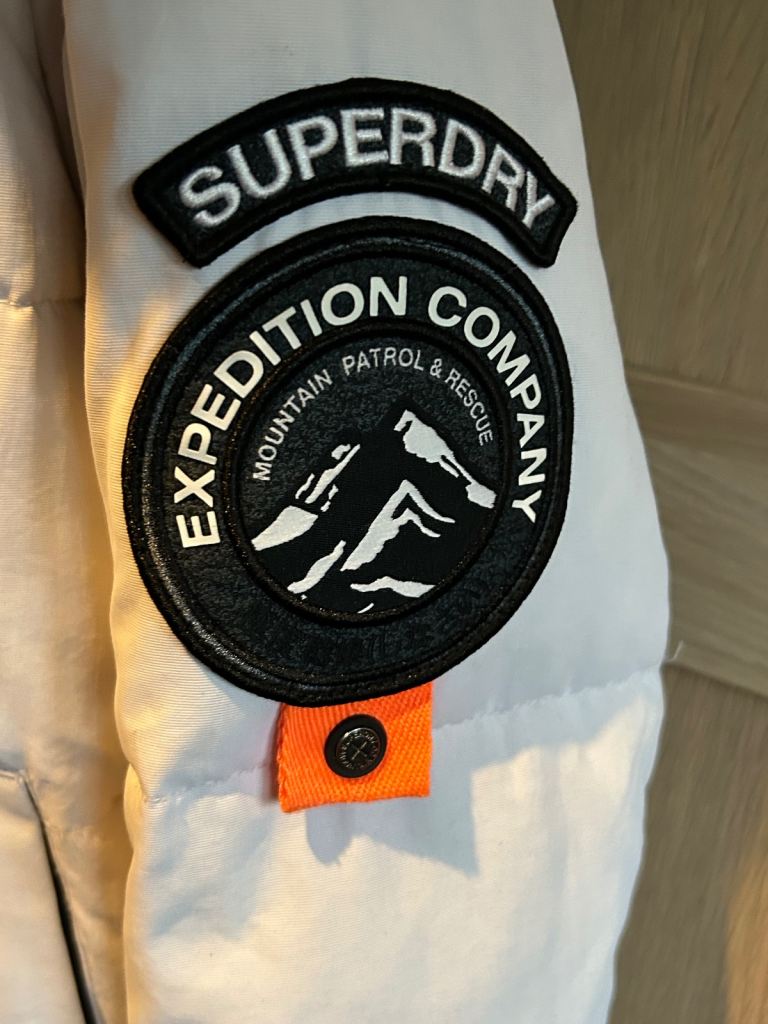 SUPERDRY
EXPEDITION COMPANY
MOUNTAIN PATROL & RESCUE